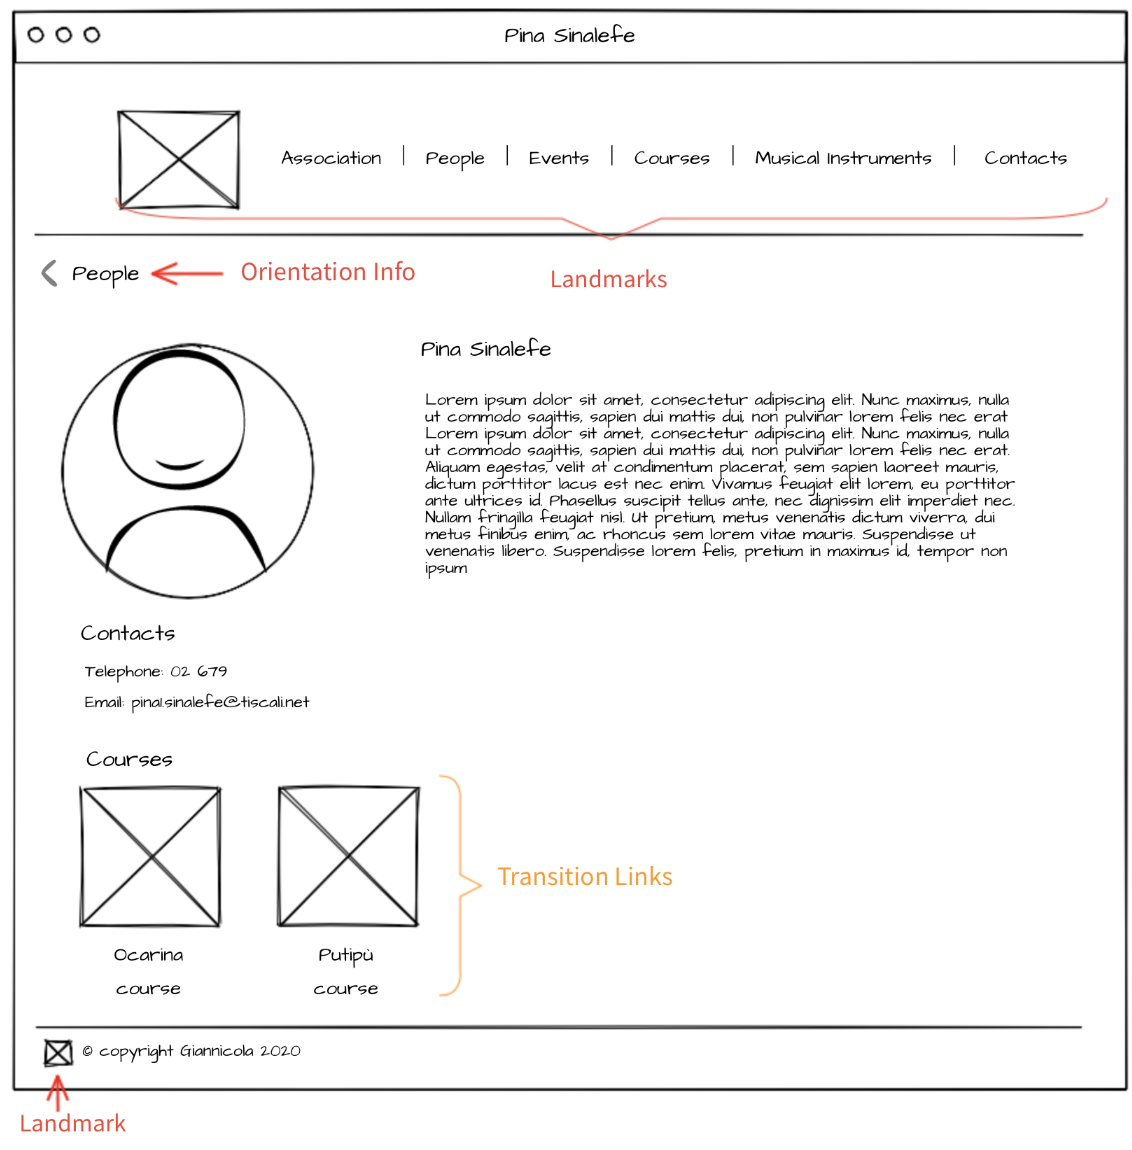 Pina Sinalefe
Association | People | Events | Courses | Musical Instruments | Contacts
People
Orientation Info
Landmarks
Pina Sinalefe
Lorem ipsum dolor sit amet, consectetur adipiscing elit. Nunc maximus, nulla
ut commodo sagittis, sapien dui mattis dui, non pulvinar lorem felis nec erat
Lorem ipsum dolor sit amet, consectetur adipiscing elit. Nunc maximus, nulla
ut commodo sagittis, sapien dui mattis dui, non pulvinar lorem felis nec erat.
Aliquam egestas, velit at condimentum placerat, sem sapien laoreet mauris,
dictum porttitor lacus est nec enim. Vivamus feugiat elit lorem, eu porttitor
ante ultrices id. Phasellus suscipit tellus ante, nec dignissim elit imperdiet nec.
Nullam fringilla feugiat nisl. Ut pretium, metus venenatis dictum viverra, dui
metus finibus enim, ac rhoncus sem lorem vitae mauris. Suspendisse ut
venenatis libero. Suspendisse lorem felis, pretium in maximus id, tempor non
ipsum
Contacts
Telephone: 02 679
Email: pina1.sinalefe@tiscali.net
Courses
Transition Links
Ocarina
course
Putipù
course
© copyright Giannicola 2020
Landmark